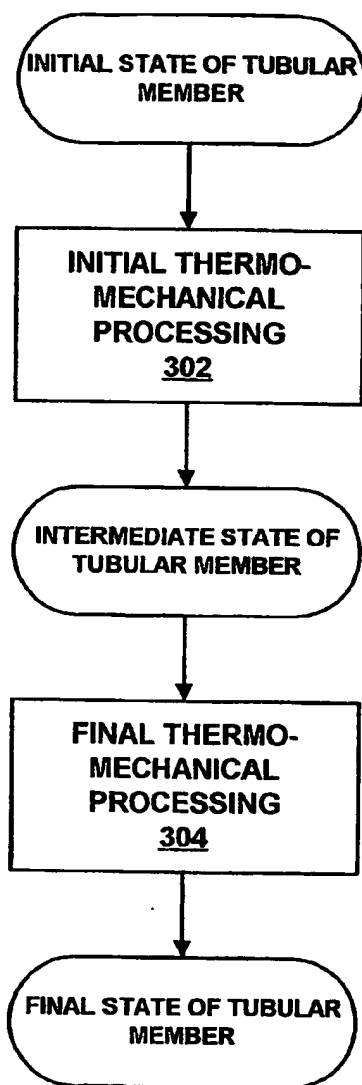 INITIAL STATE OF TUBULAR
MEMBER
INITIAL THERMO-
MECHANICAL
PROCESSING
302
INTERMEDIATE STATE OF
TUBULAR MEMBER
FINAL THERMO-
MECHANICAL
PROCESSING
304
FINAL STATE OF TUBULAR
MEMBER